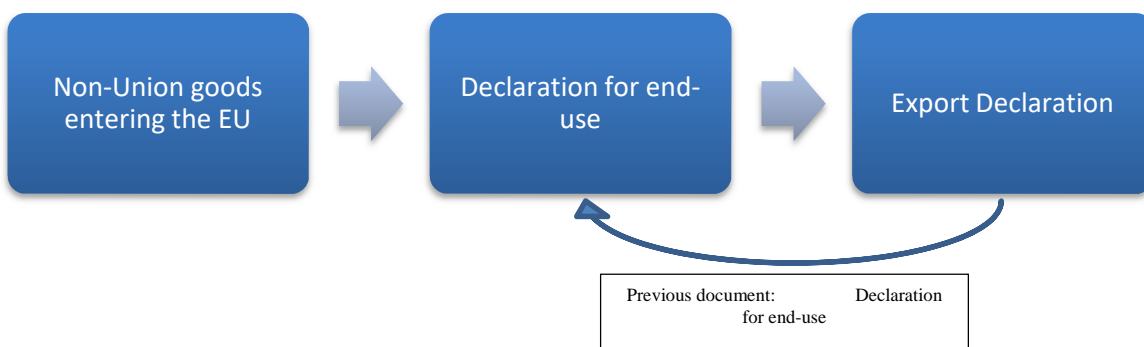 Non-Union goods
entering the EU
Declaration for end-
use
Export Declaration
Previous document: Declaration
for end-use